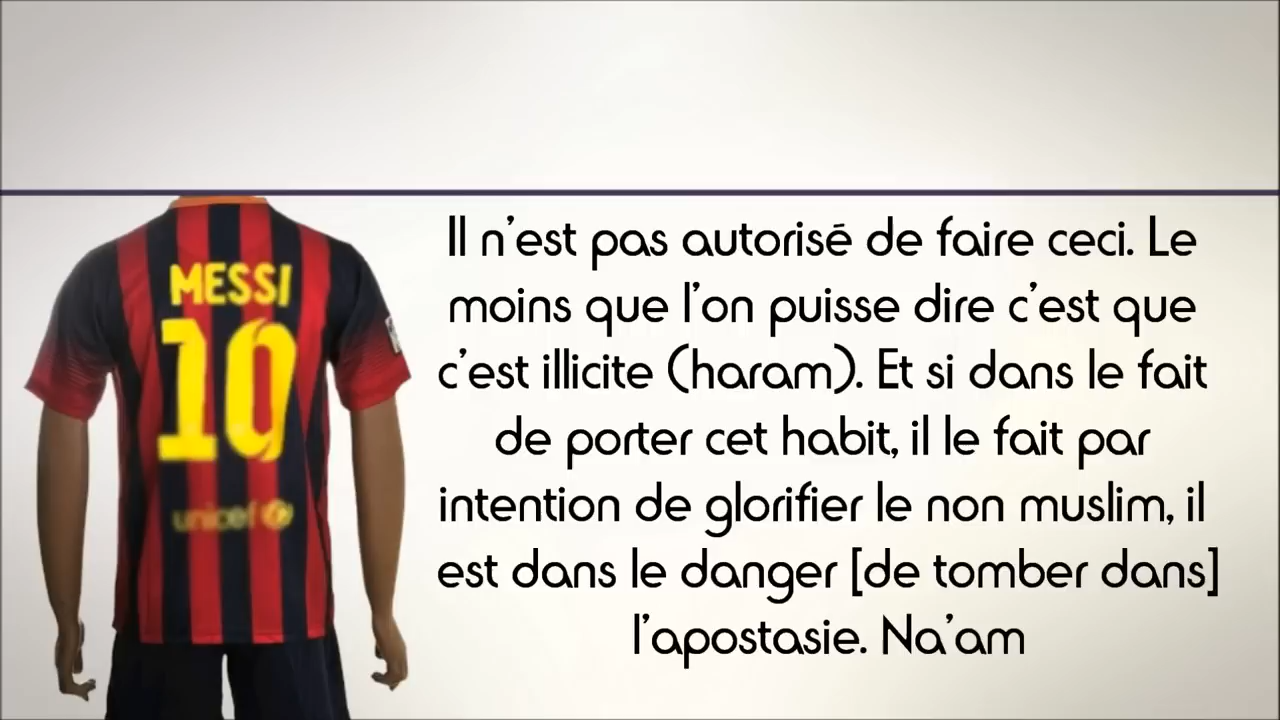 MESSI
10
unicef
Il n'est pas autorisé de faire ceci. Le
moins que l'on puisse dire c'est que
c'est illicite (haram). Et si dans le fait
de porter cet habit, il le fait par
intention de glorifier le non muslim, il
est dans le danger [de tomber dans]
l'apostasie. Na'am